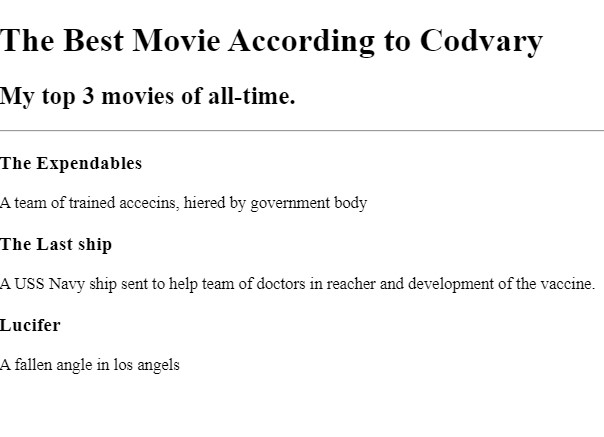 The Best Movie According to Codvary
My top 3 movies of all-time.
The Expendables
A team of trained accecins, hiered by government body
The Last ship
A USS Navy ship sent to help team of doctors in reacher and development of the vaccine.
Lucifer
A fallen angle in los angels